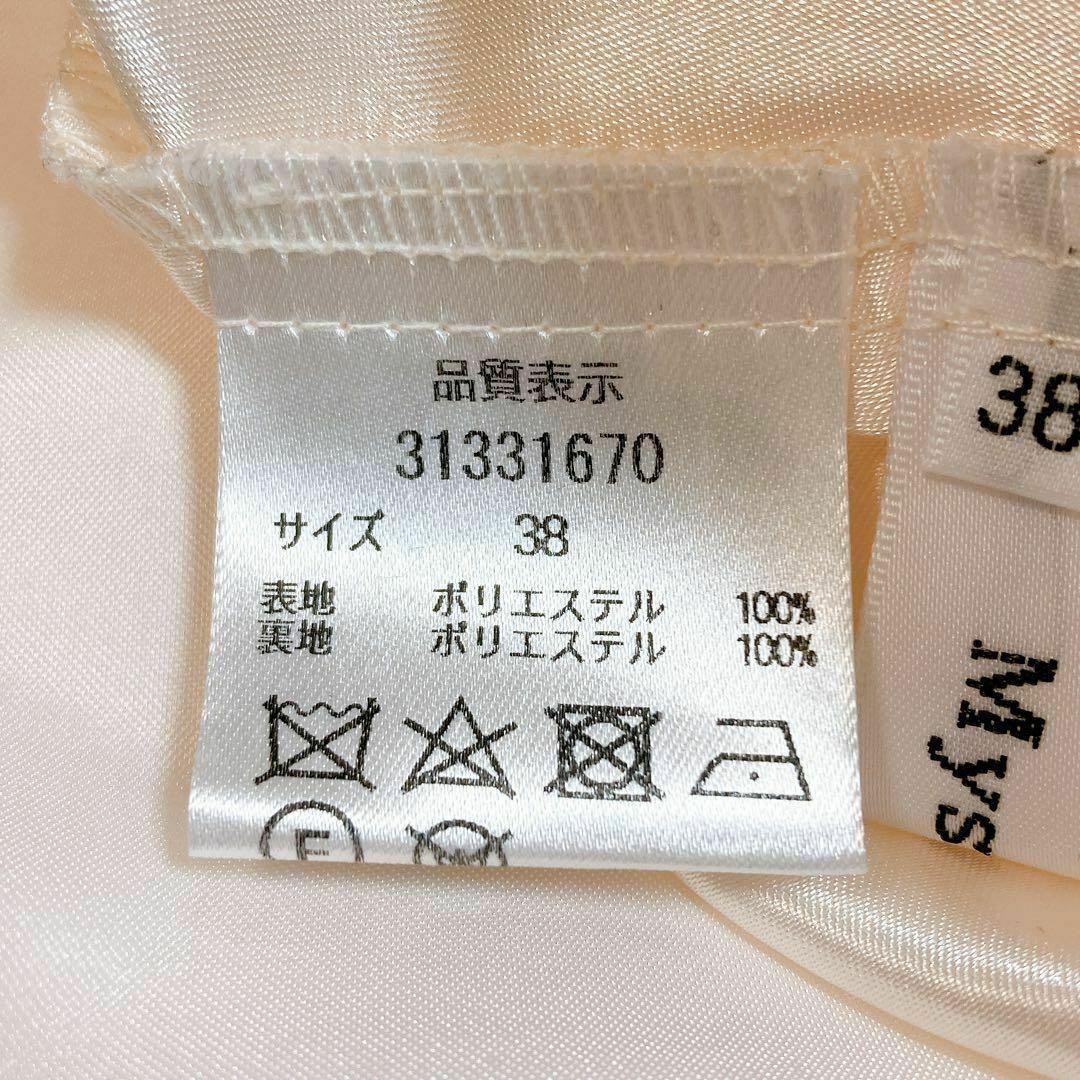 品質表示
31331670
サイズ 38
表地 ポリエステル 100%
裏地 ポリエステル 100%
F
W
38
Mys